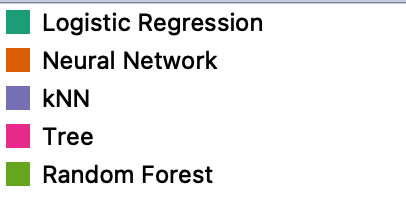 Logistic Regression
Neural Network
kNN
Tree
Random Forest